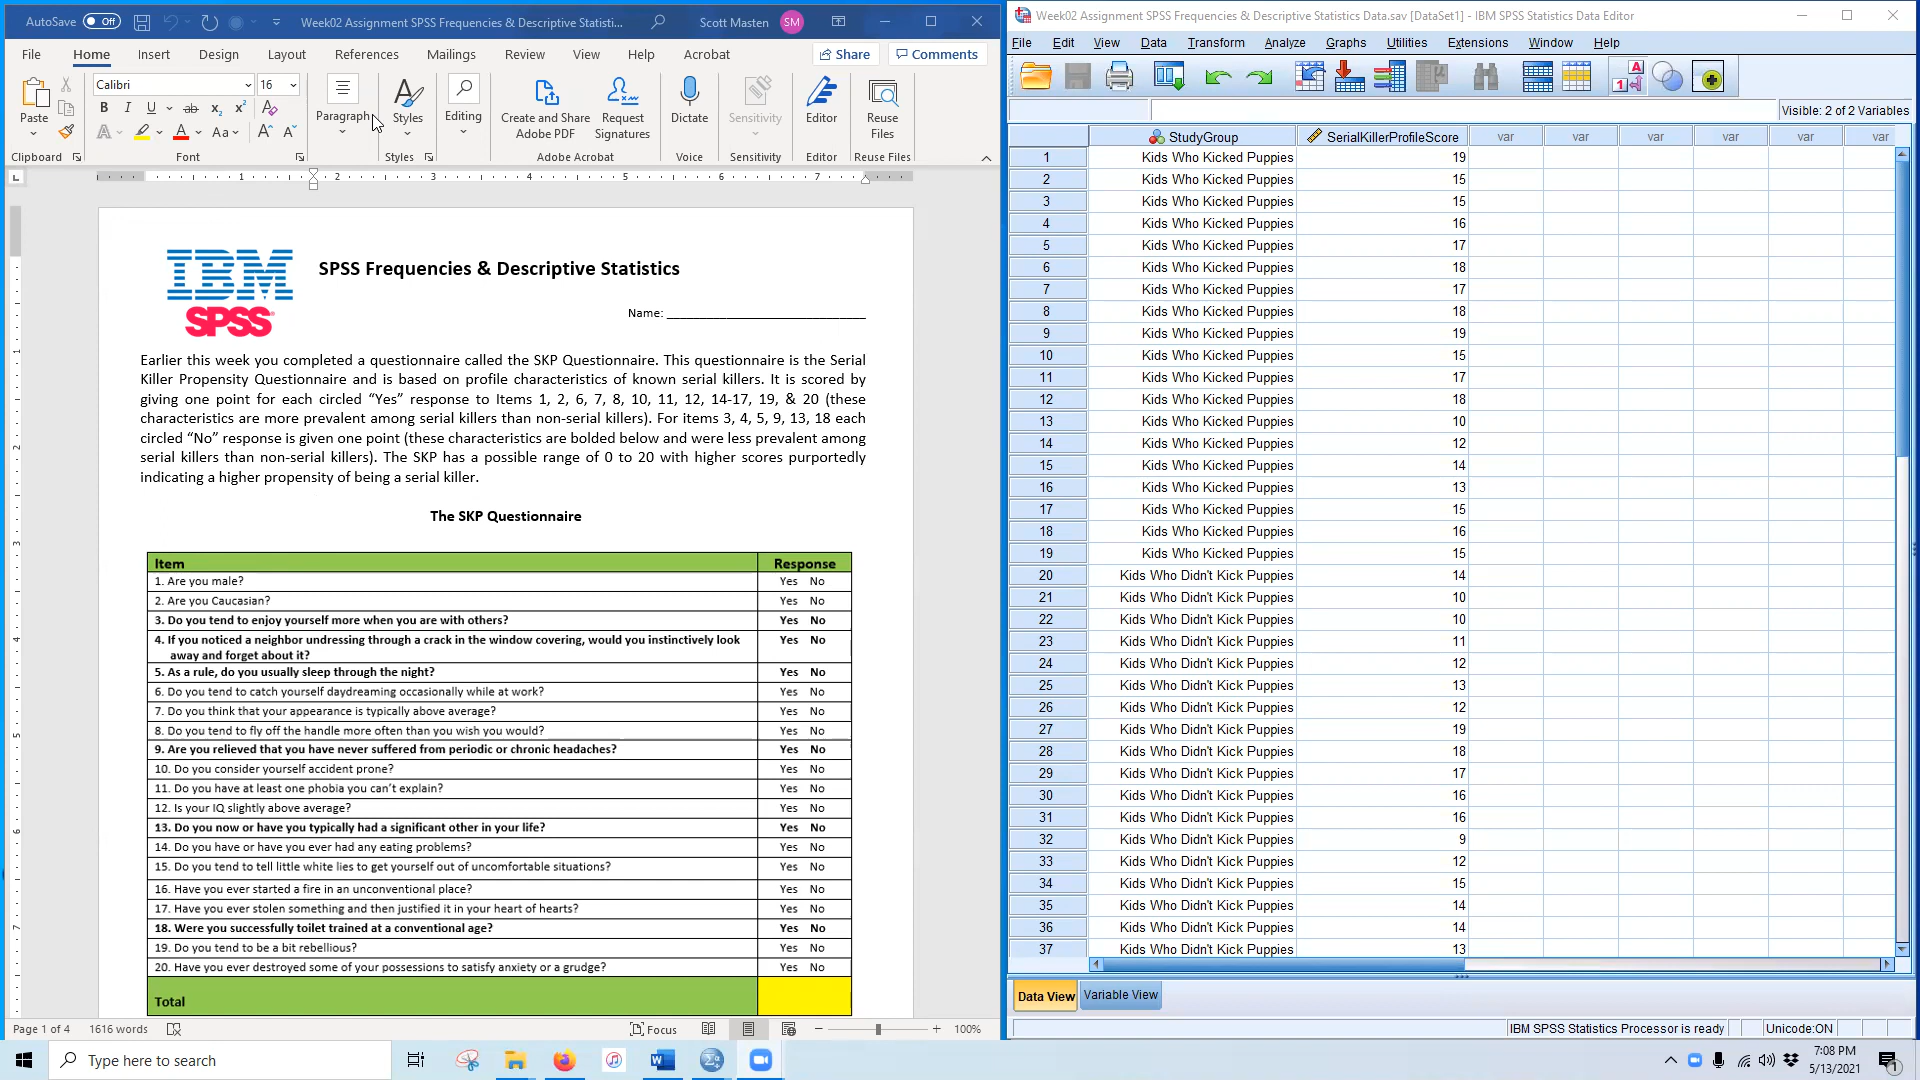 AutoSave Off
Week02 Assignment SPSS Frequencies & Descriptive Statisti...
Scott Masten SM
File Home Insert Design Layout References Mailings Review View Help Acrobat
Share Comments
Calibri 16
Paste
B I U ab x2 x2
A A Aa A A
Paragraph
Styles
Editing
Create and Share
Adobe PDF
Request
Signatures
Dictate
Sensitivity
Editor
Reuse
Files
Clipboard Font Styles Adobe Acrobat Voice Sensitivity Editor Reuse Files
1 2 3 4 5 6 7
IBM
SPSS
SPSS Frequencies & Descriptive Statistics
Name: ______________________________
Earlier this week you completed a questionnaire called the SKP Questionnaire. This questionnaire is the Serial
Killer Propensity Questionnaire and is based on profile characteristics of known serial killers. It is scored by
giving one point for each circled “Yes” response to Items 1, 2, 6, 7, 8, 10, 11, 12, 14-17, 19, & 20 (these
characteristics are more prevalent among serial killers than non-serial killers). For items 3, 4, 5, 9, 13, 18 each
circled “No” response is given one point (these characteristics are bolded below and were less prevalent among
serial killers than non-serial killers). The SKP has a possible range of 0 to 20 with higher scores purportedly
indicating a higher propensity of being a serial killer.
The SKP Questionnaire
Item Response
1. Are you male? Yes No
2. Are you Caucasian? Yes No
3. Do you tend to enjoy yourself more when you are with others? Yes No
4. If you noticed a neighbor undressing through a crack in the window covering, would you instinctively look Yes No
away and forget about it?
5. As a rule, do you usually sleep through the night? Yes No
6. Do you tend to catch yourself daydreaming occasionally while at work? Yes No
7. Do you think that your appearance is typically above average? Yes No
8. Do you tend to fly off the handle more often than you wish you would? Yes No
9. Are you relieved that you have never suffered from periodic or chronic headaches? Yes No
10. Do you consider yourself accident prone? Yes No
11. Do you have at least one phobia you can’t explain? Yes No
12. Is your IQ slightly above average? Yes No
13. Do you now or have you typically had a significant other in your life? Yes No
14. Do you have or have you ever had any eating problems? Yes No
15. Do you tend to tell little white lies to get yourself out of uncomfortable situations? Yes No
16. Have you ever started a fire in an unconventional place? Yes No
17. Have you ever stolen something and then justified it in your heart of hearts? Yes No
18. Were you successfully toilet trained at a conventional age? Yes No
19. Do you tend to be a bit rebellious? Yes No
20. Have you ever destroyed some of your possessions to satisfy anxiety or a grudge? Yes No
Total
Page 1 of 4 1616 words Focus 100%
Week02 Assignment SPSS Frequencies & Descriptive Statistics Data.sav [DataSet1] - IBM SPSS Statistics Data Editor
File Edit View Data Transform Analyze Graphs Utilities Extensions Window Help
Visible: 2 of 2 Variables
StudyGroup SerialKillerProfileScore var var var var var var
1 Kids Who Kicked Puppies 19
2 Kids Who Kicked Puppies 15
3 Kids Who Kicked Puppies 15
4 Kids Who Kicked Puppies 16
5 Kids Who Kicked Puppies 17
6 Kids Who Kicked Puppies 18
7 Kids Who Kicked Puppies 17
8 Kids Who Kicked Puppies 18
9 Kids Who Kicked Puppies 19
10 Kids Who Kicked Puppies 15
11 Kids Who Kicked Puppies 17
12 Kids Who Kicked Puppies 18
13 Kids Who Kicked Puppies 10
14 Kids Who Kicked Puppies 12
15 Kids Who Kicked Puppies 14
16 Kids Who Kicked Puppies 13
17 Kids Who Kicked Puppies 15
18 Kids Who Kicked Puppies 16
19 Kids Who Kicked Puppies 15
20 Kids Who Didn't Kick Puppies 14
21 Kids Who Didn't Kick Puppies 10
22 Kids Who Didn't Kick Puppies 10
23 Kids Who Didn't Kick Puppies 11
24 Kids Who Didn't Kick Puppies 12
25 Kids Who Didn't Kick Puppies 13
26 Kids Who Didn't Kick Puppies 12
27 Kids Who Didn't Kick Puppies 19
28 Kids Who Didn't Kick Puppies 18
29 Kids Who Didn't Kick Puppies 17
30 Kids Who Didn't Kick Puppies 16
31 Kids Who Didn't Kick Puppies 16
32 Kids Who Didn't Kick Puppies 9
33 Kids Who Didn't Kick Puppies 12
34 Kids Who Didn't Kick Puppies 15
35 Kids Who Didn't Kick Puppies 14
36 Kids Who Didn't Kick Puppies 14
37 Kids Who Didn't Kick Puppies 13
Data View Variable View
IBM SPSS Statistics Processor is ready Unicode:ON
Type here to search
7:08 PM
5/13/2021